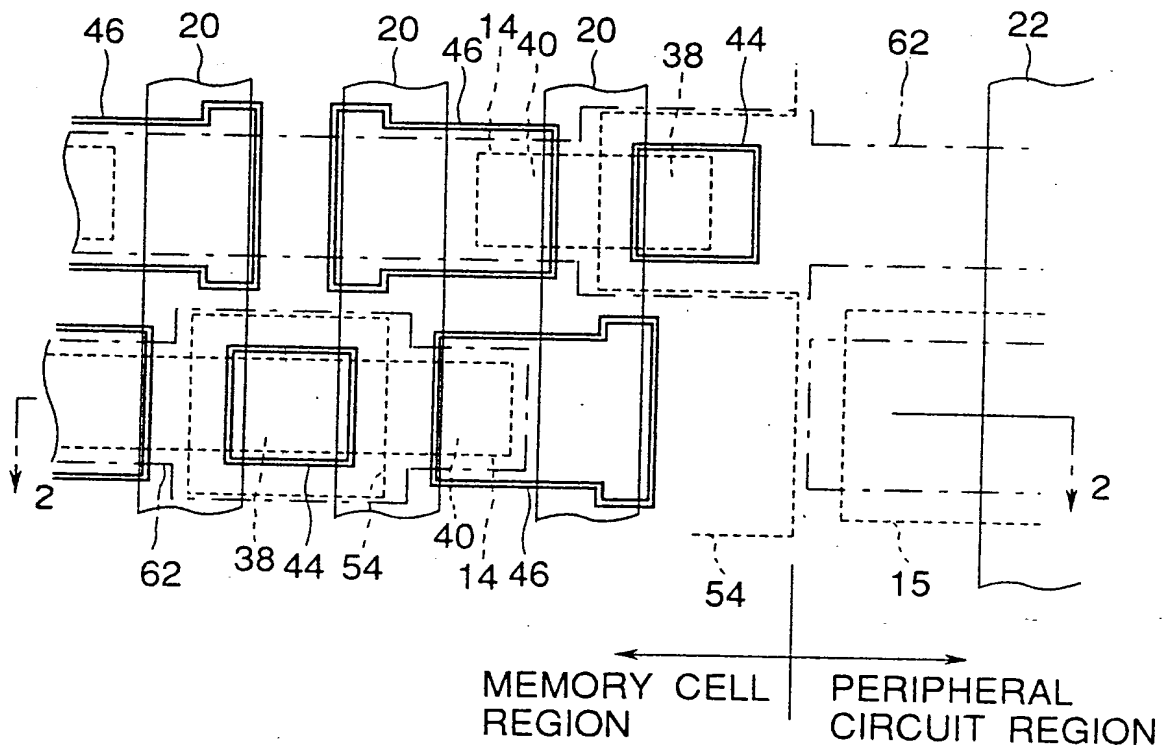 46 20 20 46 14 40 20 38 44 62 22
2 2
62 38 44 54 40 14 46 54 15
MEMORY CELL REGION
PERIPHERAL CIRCUIT REGION